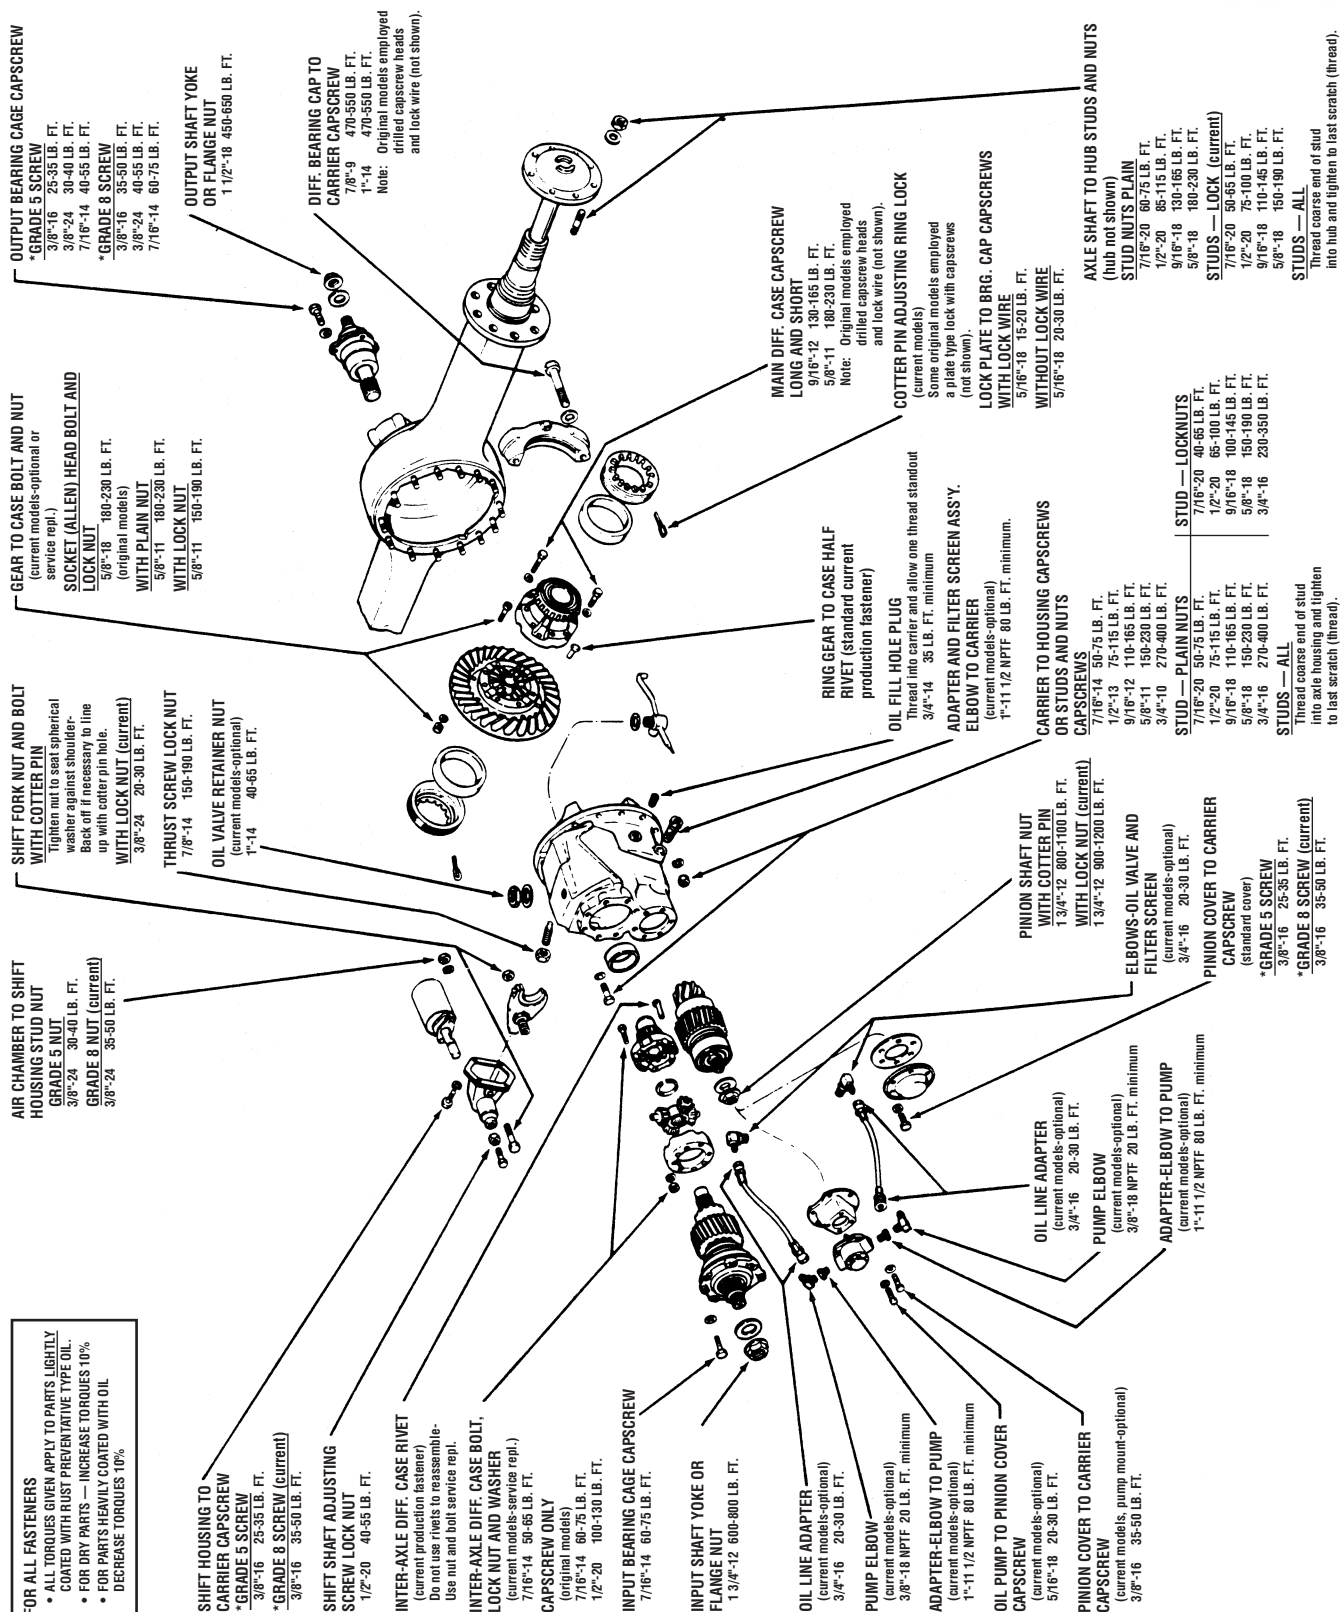 FOR ALL FASTENERS
• ALL TORQUES GIVEN APPLY TO PARTS LIGHTLY
COATED WITH RUST PREVENTATIVE TYPE OIL.
• FOR DRY PARTS — INCREASE TORQUES 10%
• FOR PARTS HEAVILY COATED WITH OIL
DECREASE TORQUES 10%
AIR CHAMBER TO SHIFT
HOUSING STUD NUT
GRADE 5 NUT
3/8"-24 30-40 LB. FT.
GRADE 8 NUT (current)
3/8"-24 35-50 LB. FT.
SHIFT FORK NUT AND BOLT
WITH COTTER PIN
Tighten nut to seat spherical
washer against shoulder-
Back off if necessary to line
up with cotter pin hole.
WITH LOCK NUT (current)
3/8"-24 20-30 LB. FT.
THRUST SCREW LOCK NUT
7/8"-14 150-190 LB. FT.
OIL VALVE RETAINER NUT
(current models-optional)
1"-14 40-65 LB. FT.
GEAR TO CASE BOLT AND NUT
(current models-optional or
service repl.)
SOCKET (ALLEN) HEAD BOLT AND
LOCK NUT
5/8"-18 180-230 LB. FT.
(original models)
WITH PLAIN NUT
5/8"-11 180-230 LB. FT.
WITH LOCK NUT
5/8"-11 150-190 LB. FT.
OUTPUT BEARING CAGE CAPSCREW
*GRADE 5 SCREW
3/8"-16 25-35 LB. FT.
3/8"-24 30-40 LB. FT.
7/16"-14 40-55 LB. FT.
*GRADE 8 SCREW
3/8"-16 35-50 LB. FT.
3/8"-24 40-55 LB. FT.
7/16"-14 60-75 LB. FT.
OUTPUT SHAFT YOKE
OR FLANGE NUT
1 1/2"-18 450-650 LB. FT.
DIFF. BEARING CAP TO
CARRIER CAPSCREW
7/8"-9 470-550 LB. FT.
1"-14 470-550 LB. FT.
Note: Original models employed
drilled capscrew heads
and lock wire (not shown).
SHIFT HOUSING TO
CARRIER CAPSCREW
*GRADE 5 SCREW
3/8"-16 25-35 LB. FT.
*GRADE 8 SCREW (current)
3/8"-16 35-50 LB. FT.
SHIFT SHAFT ADJUSTING
SCREW LOCK NUT
1/2"-20 40-55 LB. FT.
INTER-AXLE DIFF. CASE RIVET
(current production fastener)
Do not use rivets to reassemble-
Use nut and bolt service repl.
INTER-AXLE DIFF. CASE BOLT,
LOCK NUT AND WASHER
(current models-service repl.)
7/16"-14 50-65 LB. FT.
CAPSCREW ONLY
(original models)
7/16"-14 60-75 LB. FT.
1/2"-20 100-130 LB. FT.
INPUT BEARING CAGE CAPSCREW
7/16"-14 60-75 LB. FT.
INPUT SHAFT YOKE OR
FLANGE NUT
1 3/4"-12 600-800 LB. FT.
OIL LINE ADAPTER
(current models-optional)
3/4"-16 20-30 LB. FT.
PUMP ELBOW
(current models-optional)
3/8"-18 NPTF 20 LB. FT. minimum
ADAPTER-ELBOW TO PUMP
(current models-optional)
1"-11 1/2 NPTF 80 LB. FT. minimum
OIL PUMP TO PINION COVER
CAPSCREW
(current models-optional)
5/16"-18 20-30 LB. FT.
PINION COVER TO CARRIER
CAPSCREW
(current models, pump mount-optional)
3/8"-16 35-50 LB. FT.
OIL LINE ADAPTER
(current models-optional)
3/4"-16 20-30 LB. FT.
PUMP ELBOW
(current models-optional)
3/8"-18 NPTF 20 LB. FT. minimum
ADAPTER-ELBOW TO PUMP
(current models-optional)
1"-11 1/2 NPTF 80 LB. FT. minimum
PINION SHAFT NUT
WITH COTTER PIN
1 3/4"-12 800-1100 LB. FT.
WITH LOCK NUT (current)
1 3/4"-12 900-1200 LB. FT.
ELBOWS-OIL VALVE AND
FILTER SCREEN
(current models-optional)
3/4"-16 20-30 LB. FT.
PINION COVER TO CARRIER
CAPSCREW
(standard cover)
*GRADE 5 SCREW
3/8"-16 25-35 LB. FT.
*GRADE 8 SCREW (current)
3/8"-16 35-50 LB. FT.
RING GEAR TO CASE HALF
RIVET (standard current
production fastener)
OIL FILL HOLE PLUG
Thread into carrier and allow one thread standout
3/4"-14 35 LB. FT. minimum
ADAPTER AND FILTER SCREEN ASS'Y.
ELBOW TO CARRIER
(current models-optional)
1"-11 1/2 NPTF 80 LB. FT. minimum.
CARRIER TO HOUSING CAPSCREWS
OR STUDS AND NUTS
CAPSCREWS
7/16"-14 50-75 LB. FT.
1/2"-13 75-115 LB. FT.
9/16"-12 110-165 LB. FT.
5/8"-11 150-230 LB. FT.
3/4"-10 270-400 LB. FT.
STUD — PLAIN NUTS
7/16"-20 50-75 LB. FT.
1/2"-20 75-115 LB. FT.
9/16"-18 110-165 LB. FT.
5/8"-18 150-230 LB. FT.
3/4"-16 270-400 LB. FT.
STUD — LOCKNUTS
7/16"-20 40-65 LB. FT.
1/2"-20 65-100 LB. FT.
9/16"-18 100-145 LB. FT.
5/8"-18 150-190 LB. FT.
3/4"-16 230-350 LB. FT.
STUDS — ALL
Thread coarse end of stud
into axle housing and tighten
to last scratch (thread).
MAIN DIFF. CASE CAPSCREW
LONG AND SHORT
9/16"-12 130-165 LB. FT.
5/8"-11 180-230 LB. FT.
Note: Original models employed
drilled capscrew heads
and lock wire (not shown).
COTTER PIN ADJUSTING RING LOCK
(current models)
Some original models employed
a plate type lock with capscrews
(not shown).
LOCK PLATE TO BRG. CAP CAPSCREWS
WITH LOCK WIRE
5/16"-18 15-20 LB. FT.
WITHOUT LOCK WIRE
5/16"-18 20-30 LB. FT.
AXLE SHAFT TO HUB STUDS AND NUTS
(hub not shown)
STUD NUTS PLAIN
7/16"-20 60-75 LB. FT.
1/2"-20 85-115 LB. FT.
9/16"-18 130-165 LB. FT.
5/8"-18 180-230 LB. FT.
STUDS — LOCK (current)
7/16"-20 50-65 LB. FT.
1/2"-20 75-100 LB. FT.
9/16"-18 110-145 LB. FT.
5/8"-18 150-190 LB. FT.
STUDS — ALL
Thread coarse end of stud
into hub and tighten to last scratch (thread).